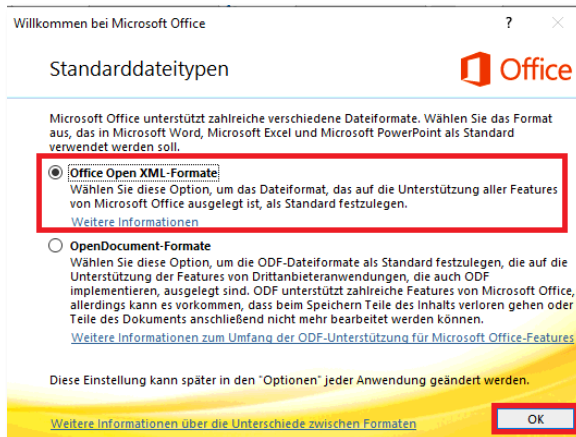 Willkommen bei Microsoft Office ?
Standarddateitypen
Office
Microsoft Office unterstützt zahlreiche verschiedene Dateiformate. Wählen Sie das Format
aus, das in Microsoft Word, Microsoft Excel und Microsoft PowerPoint als Standard
verwendet werden soll.
Office Open XML-Formate
Wählen Sie diese Option, um das Dateiformat, das auf die Unterstützung aller Features
von Microsoft Office ausgelegt ist, als Standard festzulegen.
Weitere Informationen
OpenDocument-Formate
Wählen Sie diese Option, um die ODF-Dateiformate als Standard festzulegen, die auf die
Unterstützung der Features von Drittanbieteranwendungen, die auch ODF
implementieren, ausgelegt sind. ODF unterstützt zahlreiche Features von Microsoft Office,
allerdings kann es vorkommen, dass beim Speichern Teile des Inhalts verloren gehen oder
Teile des Dokuments anschließend nicht mehr bearbeitet werden können.
Weitere Informationen zum Umfang der ODF-Unterstützung für Microsoft Office-Features
Diese Einstellung kann später in den "Optionen" jeder Anwendung geändert werden.
Weitere Informationen über die Unterschiede zwischen Formaten
OK